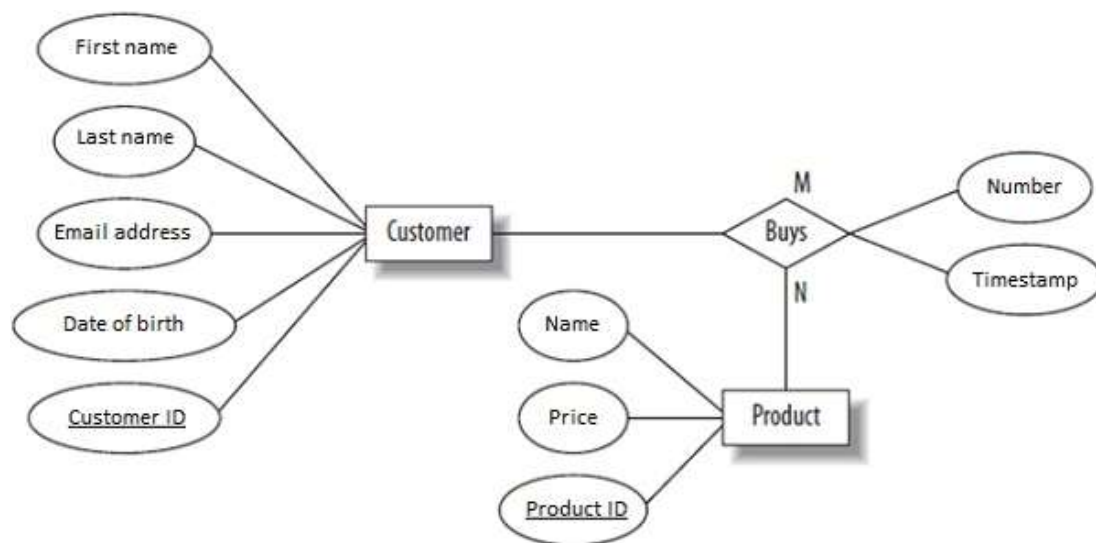 First name
Last name
Email address
Date of birth
Customer ID
Customer
M
Buys
N
Number
Timestamp
Name
Price
Product ID
Product